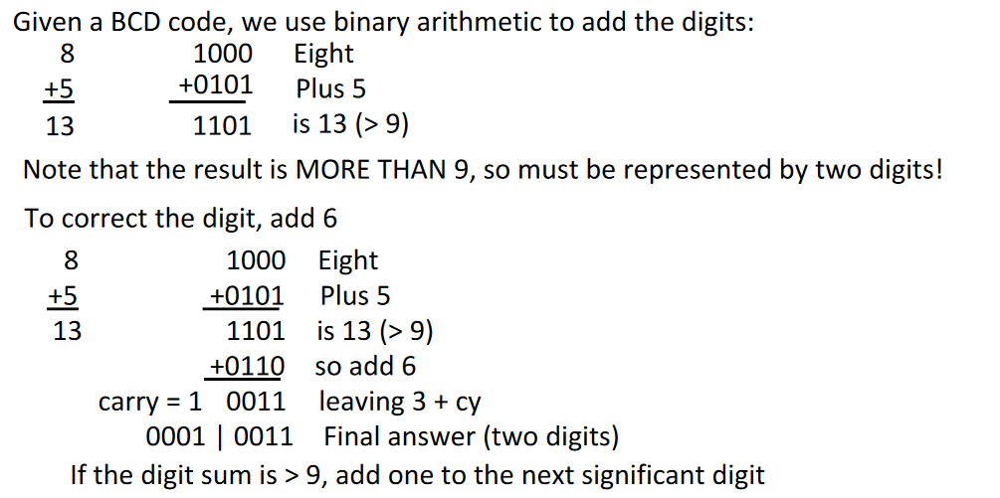 Given a BCD code, we use binary arithmetic to add the digits:
8 1000 Eight
+5 +0101 Plus 5
13 1101 is 13 (> 9)
Note that the result is MORE THAN 9, so must be represented by two digits!
To correct the digit, add 6
8 1000 Eight
+5 +0101 Plus 5
13 1101 is 13 (> 9)
+0110 so add 6
carry = 1 0011 leaving 3 + cy
0001 | 0011 Final answer (two digits)
If the digit sum is > 9, add one to the next significant digit